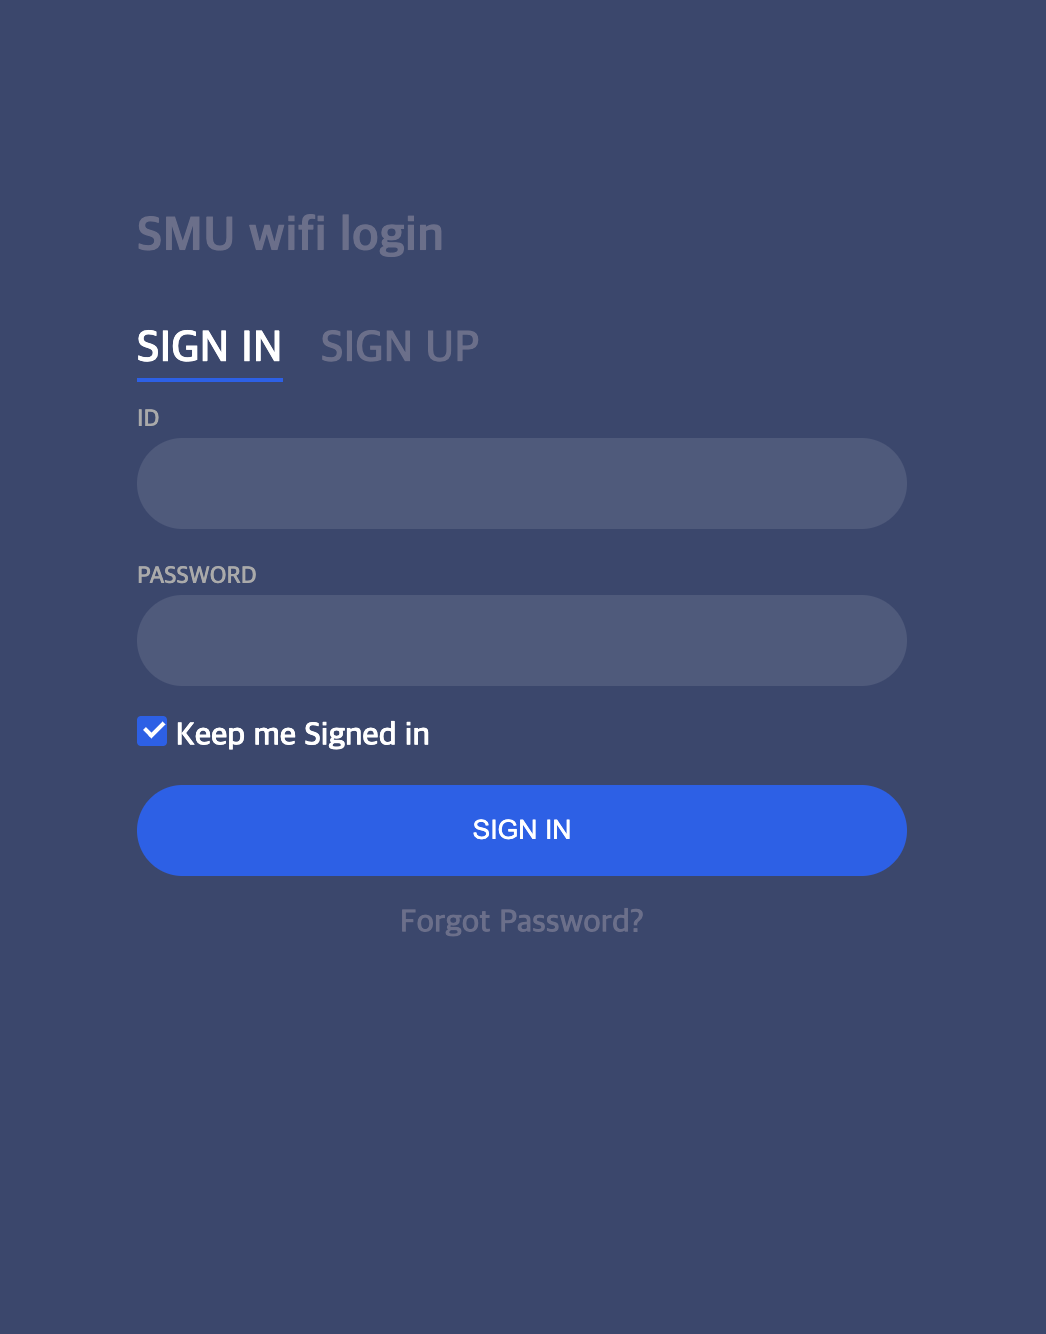 SMU wifi login
SIGN IN SIGN UP
ID
PASSWORD
Keep me Signed in
SIGN IN
Forgot Password?